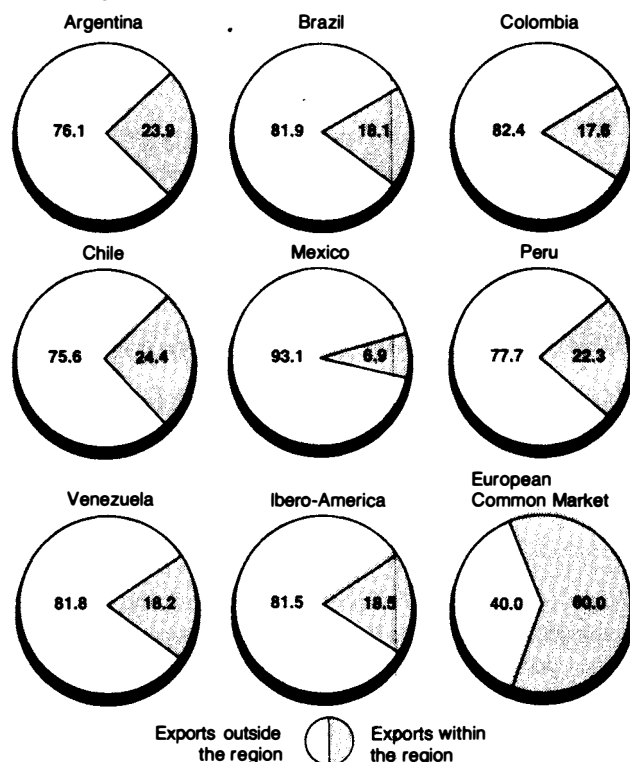 Argentina
76.1
23.9
Brazil
81.9
18.1
Colombia
82.4
17.6
Chile
75.6
24.4
Mexico
93.1
6.9
Peru
77.7
22.3
Venezuela
81.8
18.2
Ibero-America
81.5
18.5
European
Common Market
40.0
60.0
Exports outside
the region
Exports within
the region